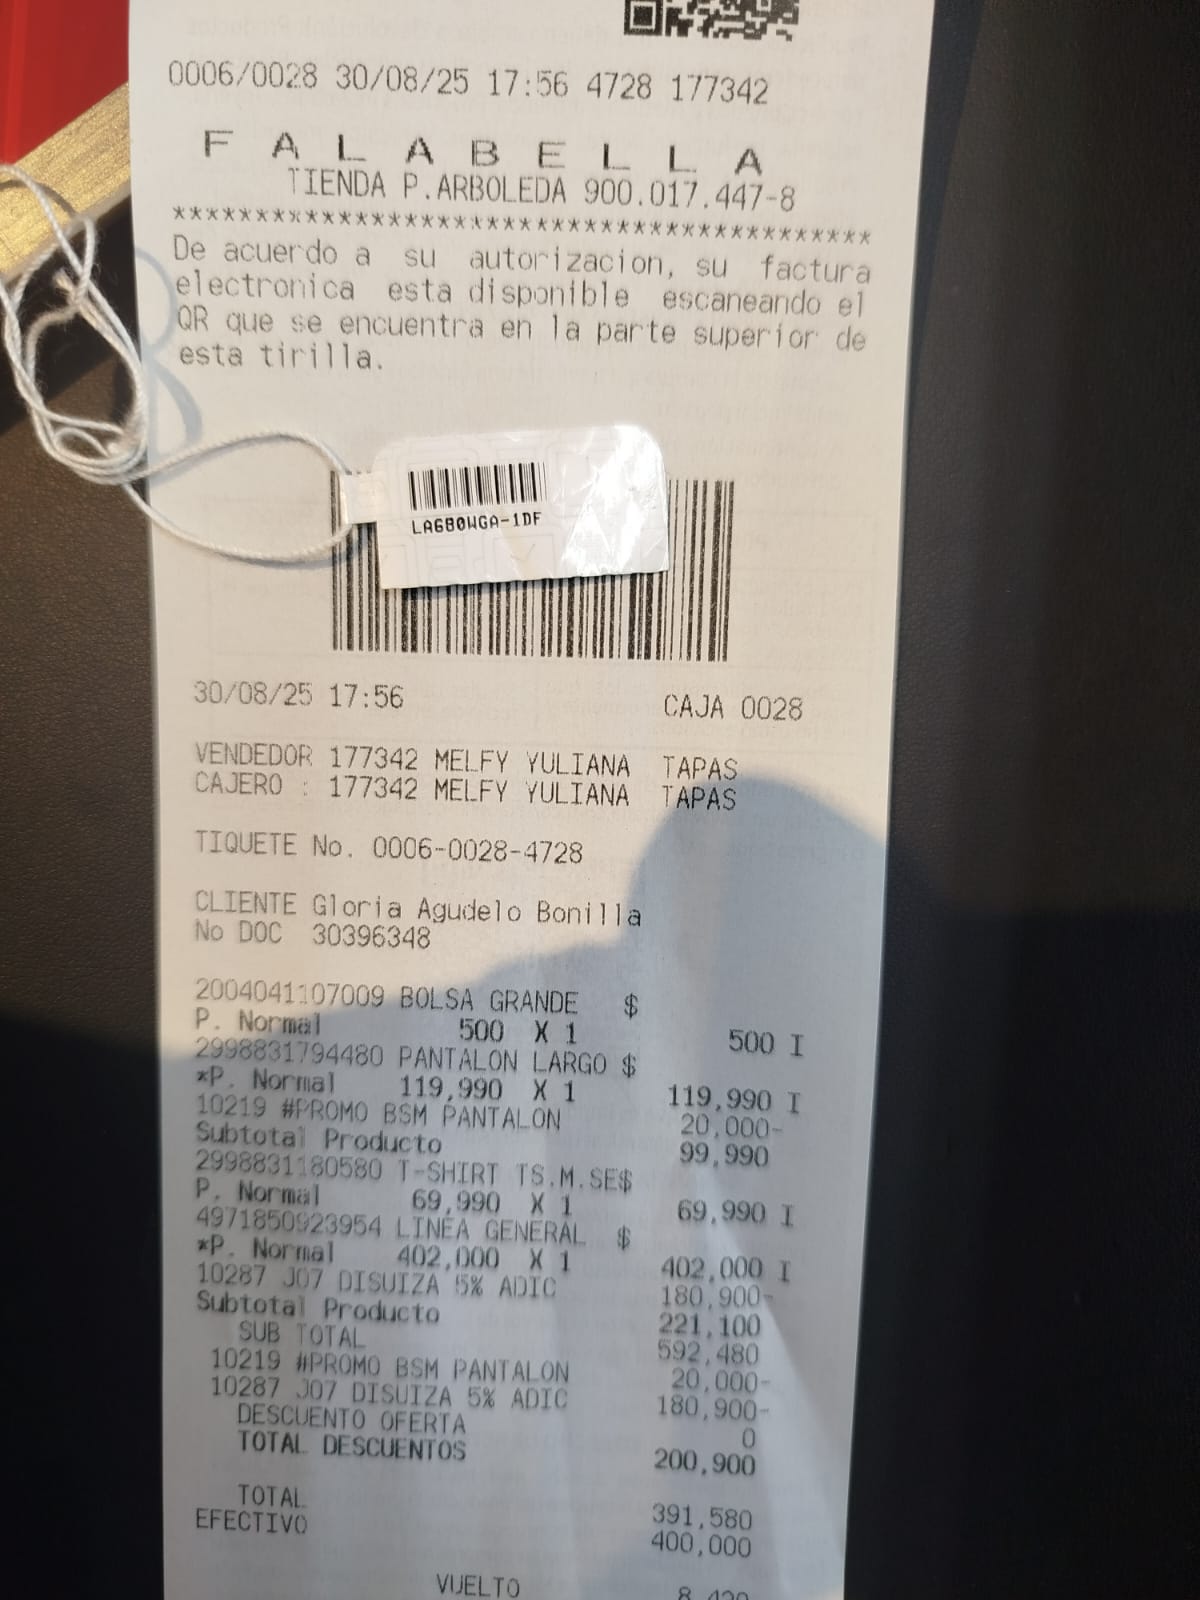 0006/0028 30/08/25 17:56 4728 177342
F A L A B E L L A
TIENDA P.ARBOLEDA 900.017.447-8
******************************************
De acuerdo a su autorizacion, su factura
electronica esta disponible escaneando el
QR que se encuentra en la parte superior de
esta tirilla.
LA680WGA-1DF
30/08/25 17:56 CAJA 0028
VENDEDOR 177342 MELFY YULIANA TAPAS
CAJERO : 177342 MELFY YULIANA TAPAS
TIQUETE No. 0006-0028-4728
CLIENTE Gloria Agudelo Bonilla
No DOC 30396348
2004041107009 BOLSA GRANDE $
P. Normal 500 X 1 500 I
2998831794480 PANTALON LARGO $
*P. Normal 119,990 X 1 119,990 I
10219 #PROMO BSM PANTALON 20,000-
Subtotal Producto 99,990
2998831180580 T-SHIRT TS.M.SE$
P. Normal 69,990 X 1 69,990 I
4971850923954 LINEA GENERAL $
*P. Normal 402,000 X 1 402,000 I
10287 J07 DISUIZA 5% ADIC 180,900-
Subtotal Producto 221,100
SUB TOTAL 592,480
10219 #PROMO BSM PANTALON 20,000-
10287 J07 DISUIZA 5% ADIC 180,900-
DESCUENTO OFERTA 0
TOTAL DESCUENTOS 200,900
TOTAL 391,580
EFECTIVO 400,000
VUELTO 8,420